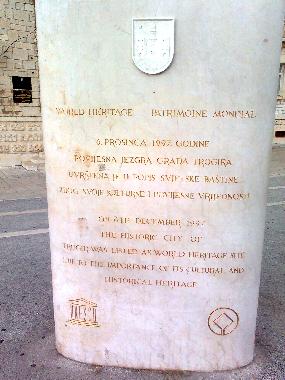 WORLD HERITAGE PATRIMOINE MONDIAL
6. PROSINCA 1997. GODINE
POVIJESNA JEZGRA GRADA TROGIRA
UVRŠTENA JE U POPIS SVJETSKE BAŠTINE
ZBOG SVOJE KULTURNE I POVIJESNE VRIJEDNOSTI
ON 6TH DECEMBER 1997
THE HISTORIC CITY OF
TROGIR WAS LISTED AS WORLD HERITAGE SITE
DUE TO THE IMPORTANCE OF ITS CULTURAL AND
HISTORICAL HERITAGE